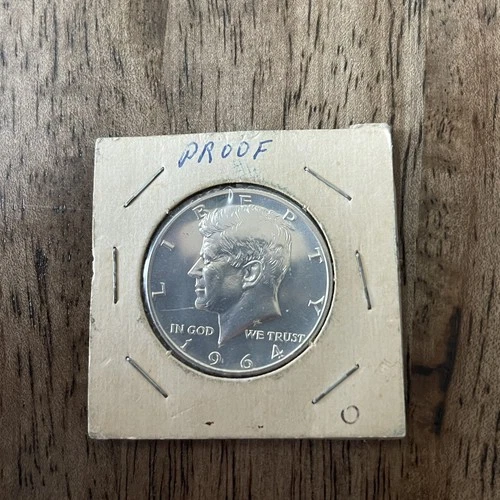 PROOF
LIBERTY
IN GOD WE TRUST
1964
O